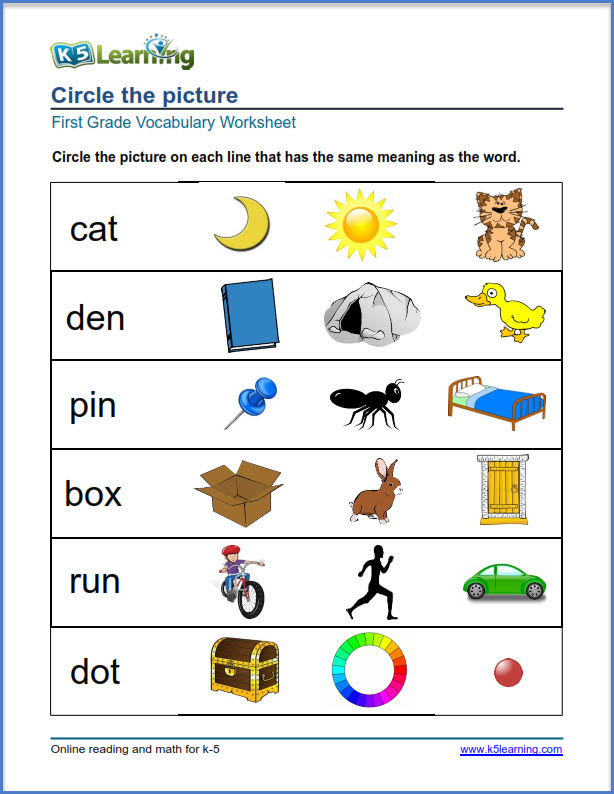 K5 Learning
Circle the picture
First Grade Vocabulary Worksheet
Circle the picture on each line that has the same meaning as the word.
cat
den
pin
box
run
dot
Online reading and math for k-5 www.k5learning.com